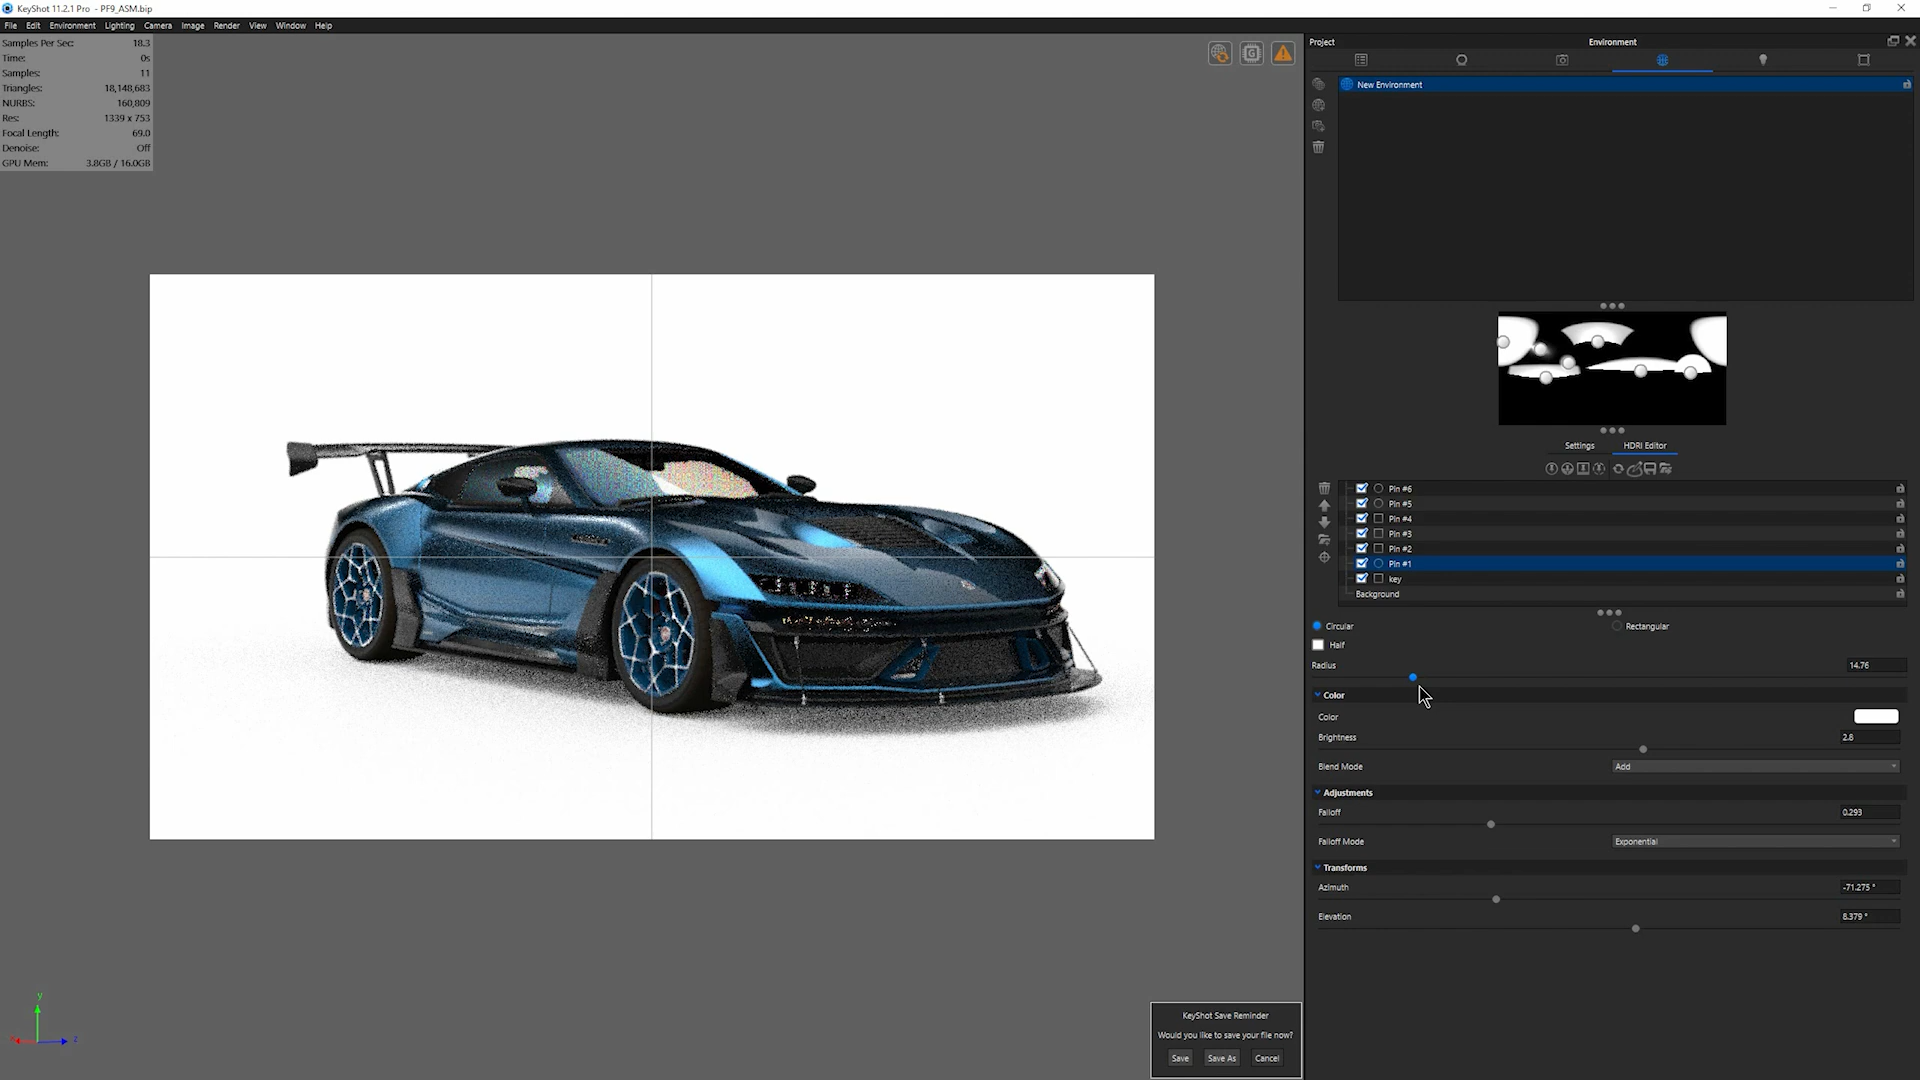 KeyShot 11.2.1 Pro - PF9_ASM.bip
File Edit Environment Lighting Camera Image Render View Window Help
Samples Per Sec: 18.3
Time: 0s
Samples: 11
Triangles: 18,148,683
NURBS: 160,809
Res: 1339 x 753
Focal Length: 69.0
Denoise: Off
GPU Mem: 3.8GB / 16.0GB
Project
Environment
New Environment
Settings HDRI Editor
Pin #6
Pin #5
Pin #4
Pin #3
Pin #2
Pin #1
key
Background
Circular Rectangular
Half
Radius 14.76
Color
Color
Brightness 2.8
Blend Mode Add
Adjustments
Falloff 0.293
Falloff Mode Exponential
Transforms
Azimuth -71.275 °
Elevation 8.379 °
y
z
KeyShot Save Reminder
Would you like to save your file now?
Save Save As Cancel